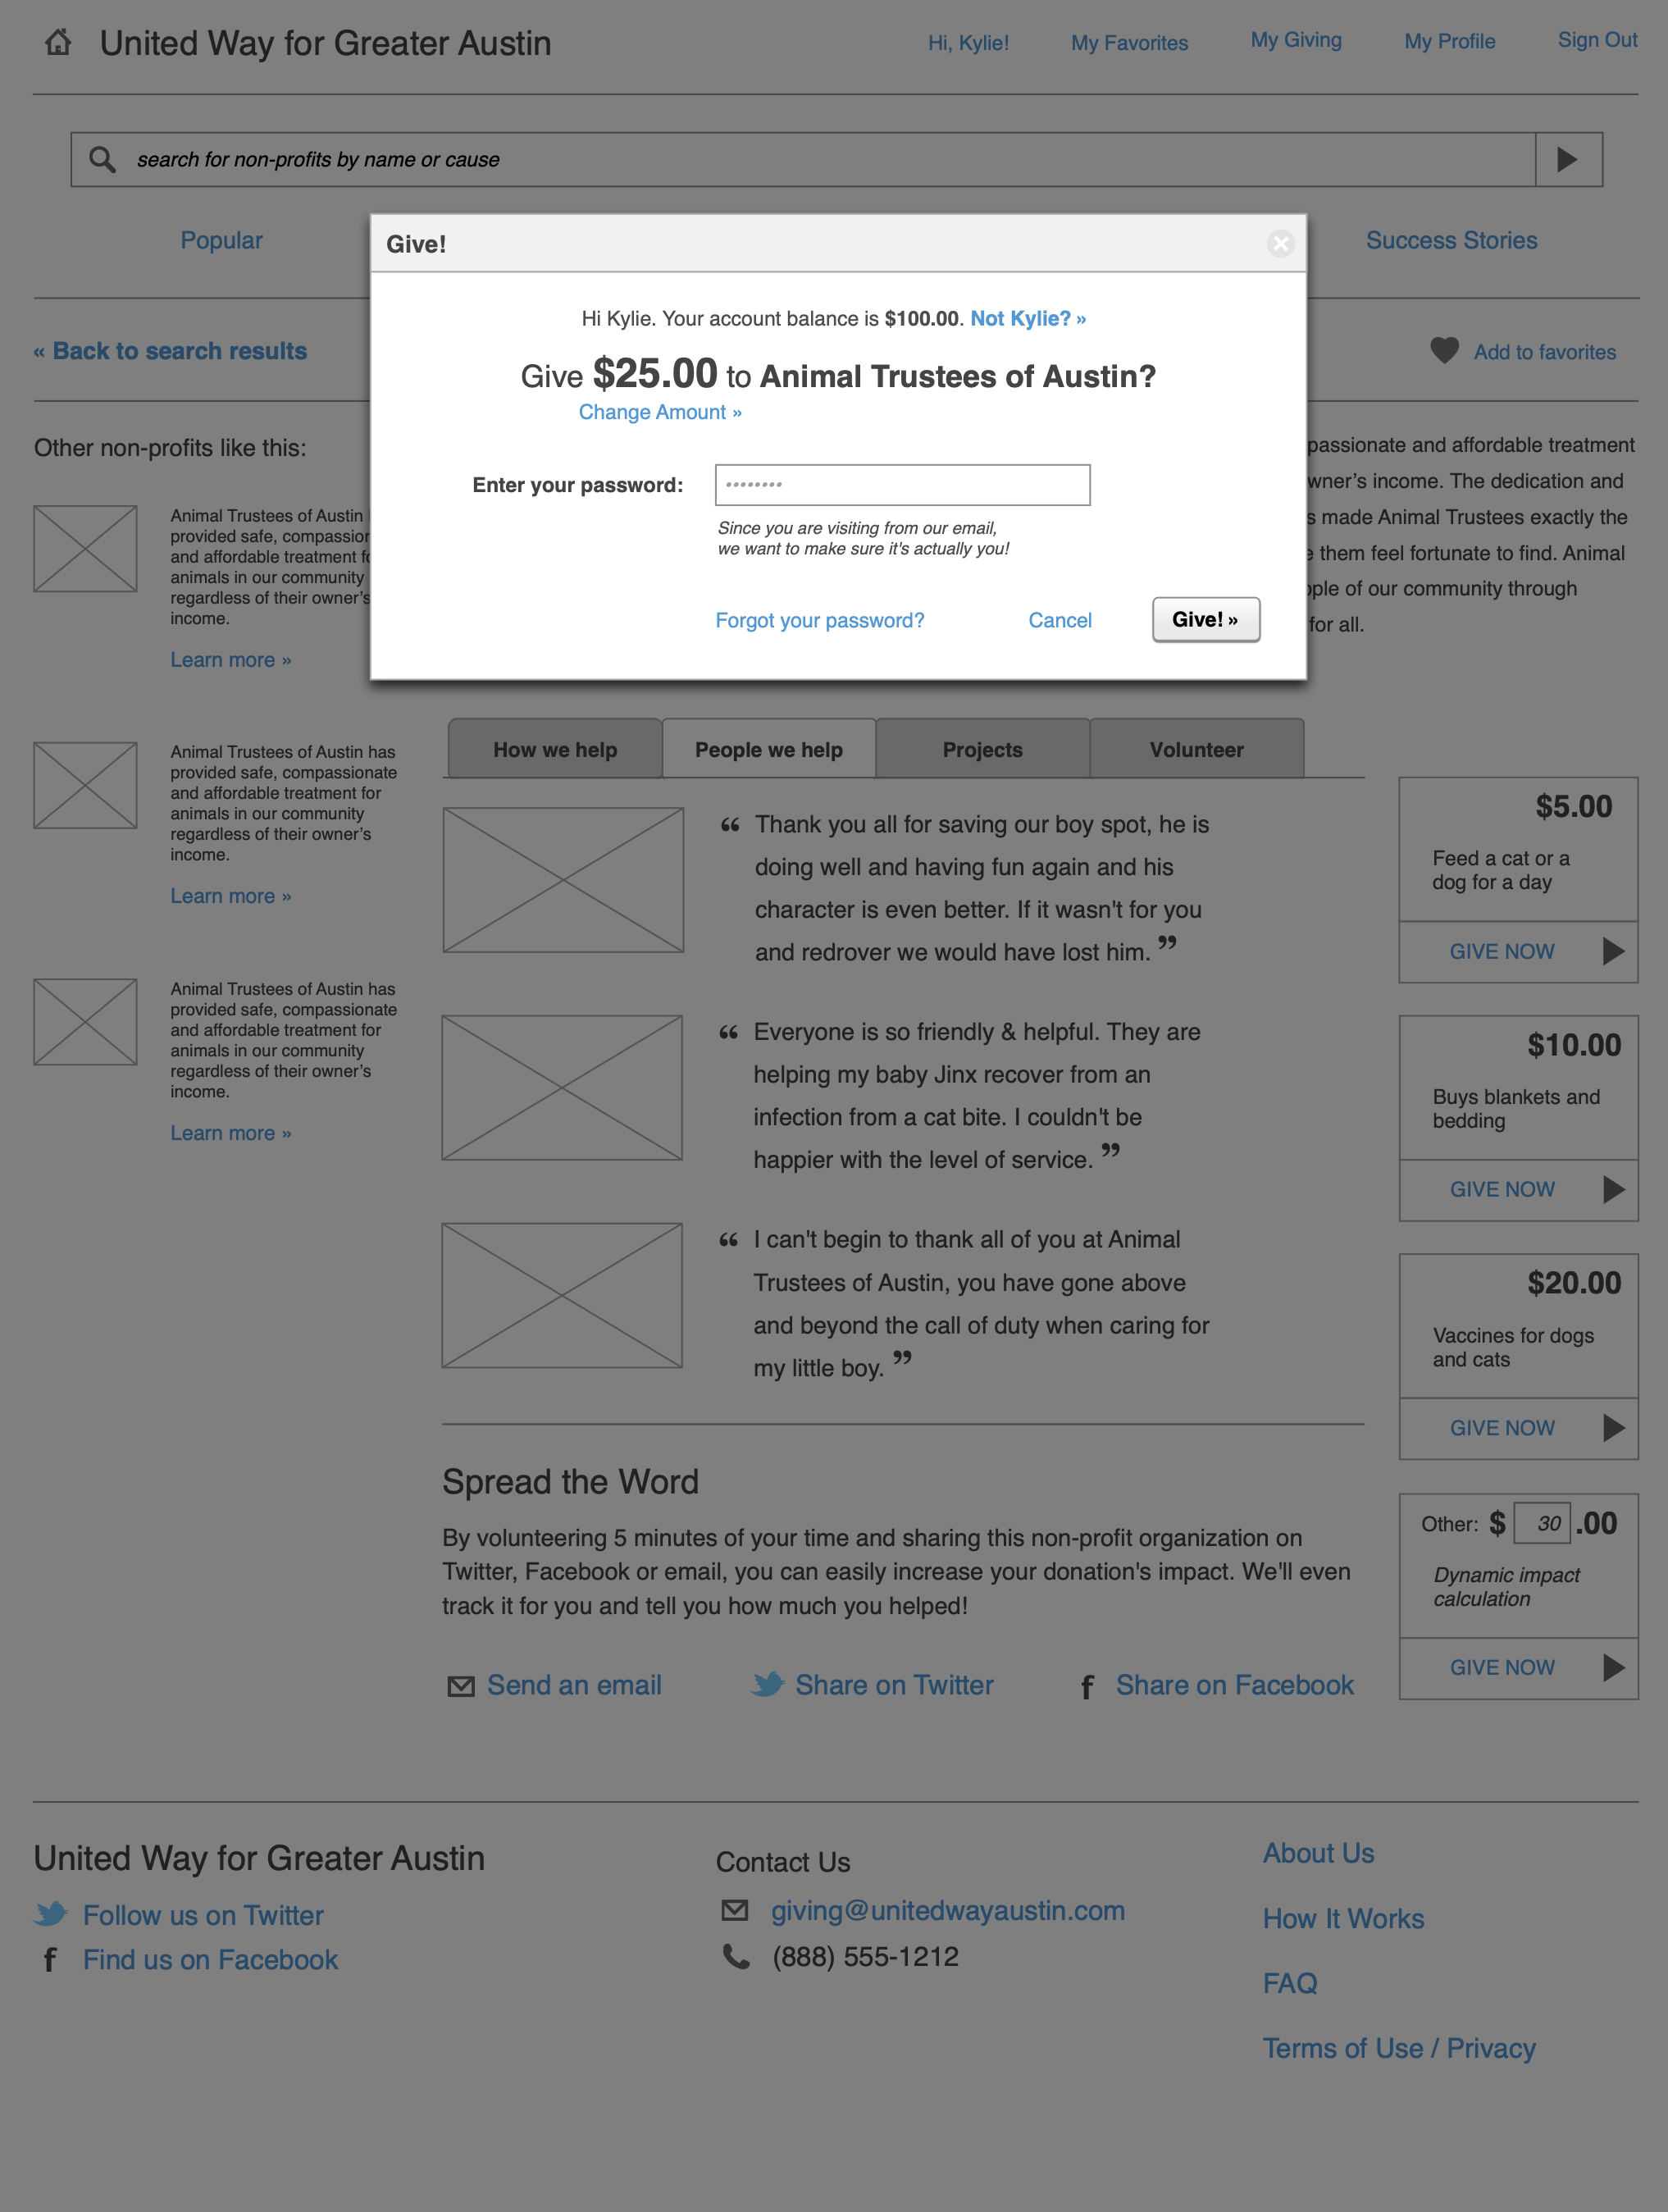 United Way for Greater Austin
Hi, Kylie!
My Favorites
My Giving
My Profile
Sign Out
search for non-profits by name or cause
Popular
Success Stories
Give!
Hi Kylie. Your account balance is $100.00. Not Kylie? »
Give $25.00 to Animal Trustees of Austin?
Change Amount »
Enter your password:
••••••••
Since you are visiting from our email,
we want to make sure it's actually you!
Forgot your password?
Cancel
Give! »
« Back to search results
Add to favorites
Other non-profits like this:
Animal Trustees of Austin
provided safe,
and affordable treatment
animals in our community
regardless of their owner’s
income.
Learn more »
Animal Trustees of Austin has
provided safe, compassionate
and affordable treatment for
animals in our community
regardless of their owner’s
income.
Learn more »
Animal Trustees of Austin has
provided safe, compassionate
and affordable treatment for
animals in our community
regardless of their owner’s
income.
Learn more »
passionate and affordable treatment
wner’s income. The dedication and
s made Animal Trustees exactly the
them feel fortunate to find. Animal
ple of our community through
for all.
How we help
People we help
Projects
Volunteer
“ Thank you all for saving our boy spot, he is
doing well and having fun again and his
character is even better. If it wasn't for you
and redrover we would have lost him. ”
“ Everyone is so friendly & helpful. They are
helping my baby Jinx recover from an
infection from a cat bite. I couldn't be
happier with the level of service. ”
“ I can't begin to thank all of you at Animal
Trustees of Austin, you have gone above
and beyond the call of duty when caring for
my little boy. ”
$5.00
Feed a cat or a
dog for a day
GIVE NOW
$10.00
Buys blankets and
bedding
GIVE NOW
$20.00
Vaccines for dogs
and cats
GIVE NOW
Other: $ 30 .00
Dynamic impact
calculation
GIVE NOW
Spread the Word
By volunteering 5 minutes of your time and sharing this non-profit organization on
Twitter, Facebook or email, you can easily increase your donation's impact. We'll even
track it for you and tell you how much you helped!
Send an email
Share on Twitter
f Share on Facebook
United Way for Greater Austin
Follow us on Twitter
f Find us on Facebook
Contact Us
giving@unitedwayaustin.com
(888) 555-1212
About Us
How It Works
FAQ
Terms of Use / Privacy